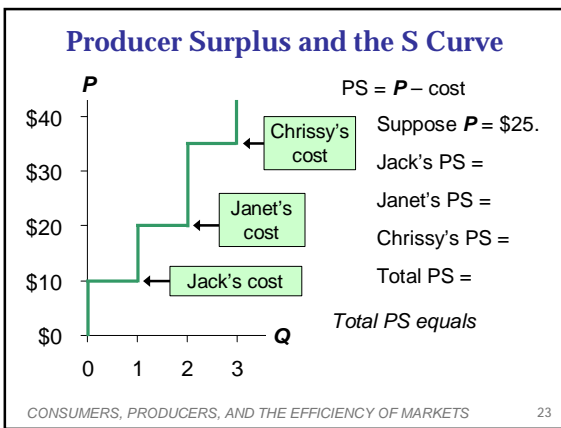 Producer Surplus and the S Curve
P
$40
$30
$20
$10
$0
0 1 2 3
Q
Chrissy's
cost
Janet's
cost
Jack's cost
PS = P – cost
Suppose P = $25.
Jack's PS =
Janet's PS =
Chrissy's PS =
Total PS =
Total PS equals
CONSUMERS, PRODUCERS, AND THE EFFICIENCY OF MARKETS 23